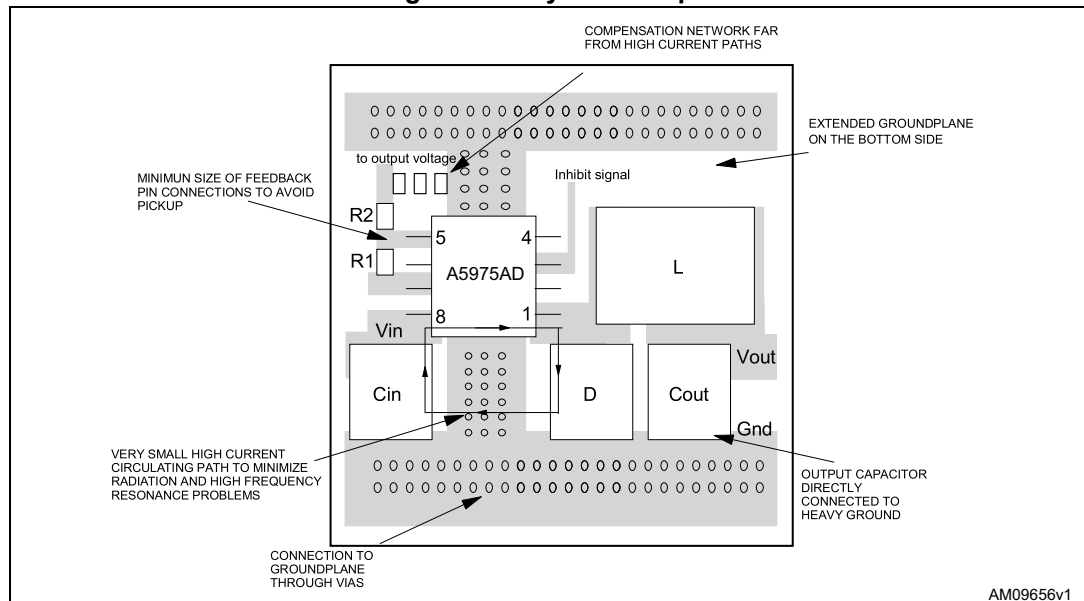 COMPENSATION NETWORK FAR
FROM HIGH CURRENT PATHS
EXTENDED GROUNDPLANE
ON THE BOTTOM SIDE
to output voltage
Inhibit signal
MINIMUN SIZE OF FEEDBACK
PIN CONNECTIONS TO AVOID
PICKUP
R2
5
4
R1
A5975AD
L
8
1
Vin
Vout
Cin
D
Cout
Gnd
VERY SMALL HIGH CURRENT
CIRCULATING PATH TO MINIMIZE
RADIATION AND HIGH FREQUENCY
RESONANCE PROBLEMS
OUTPUT CAPACITOR
DIRECTLY
CONNECTED TO
HEAVY GROUND
CONNECTION TO
GROUNDPLANE
THROUGH VIAS
AM09656v1